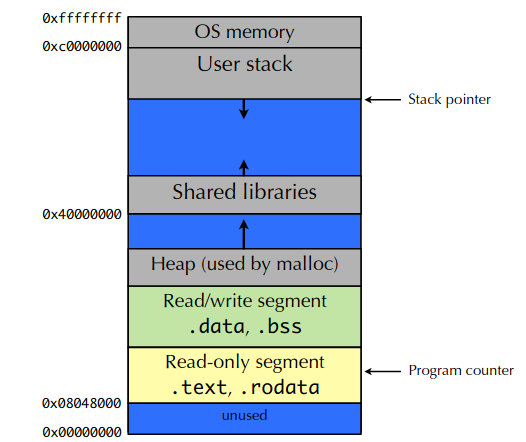 0xffffffff
OS memory
0xc0000000
User stack
Stack pointer
Shared libraries
0x40000000
Heap (used by malloc)
Read/write segment
.data, .bss
Read-only segment
.text, .rodata
Program counter
0x08048000
unused
0x00000000